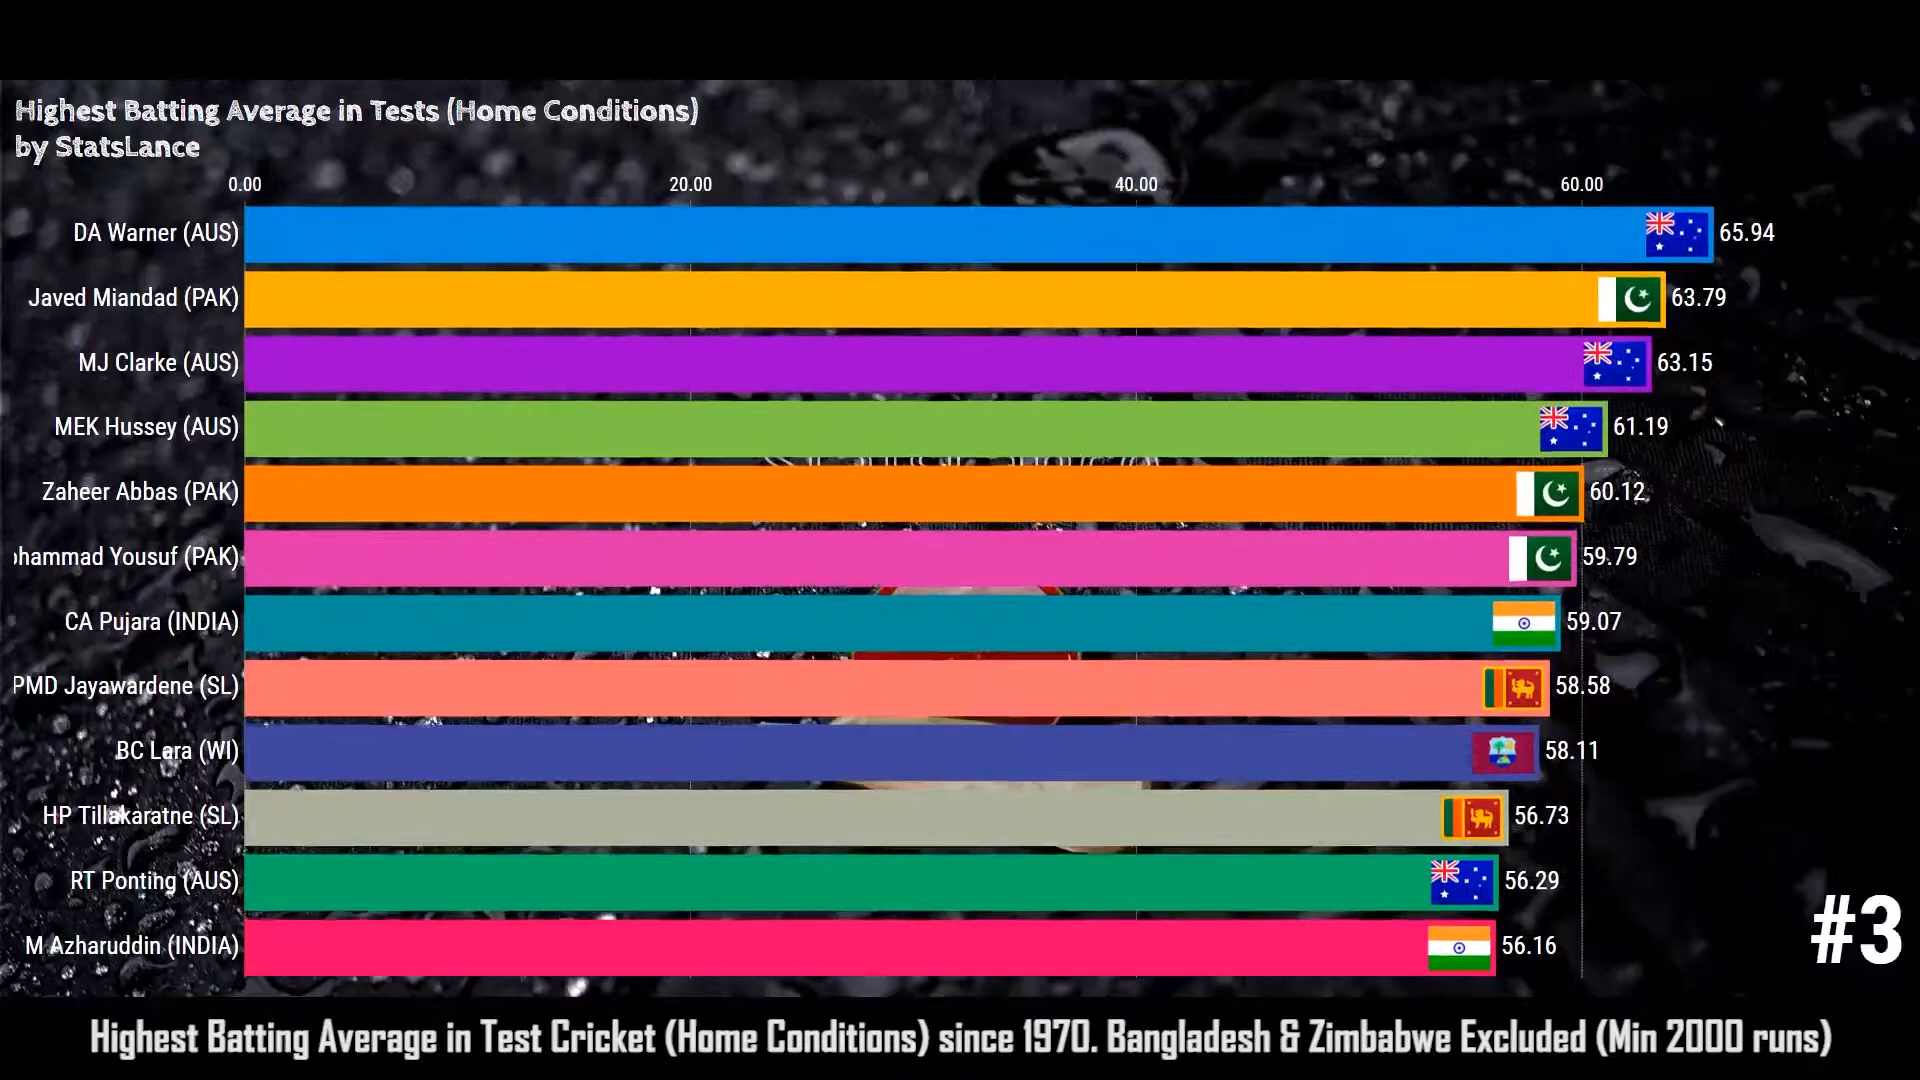 Highest Batting Average in Tests (Home Conditions)
by StatsLance
0.00 20.00 40.00 60.00
DA Warner (AUS) 65.94
Javed Miandad (PAK) 63.79
MJ Clarke (AUS) 63.15
MEK Hussey (AUS) 61.19
Zaheer Abbas (PAK) 60.12
ohammad Yousuf (PAK) 59.79
CA Pujara (INDIA) 59.07
PMD Jayawardene (SL) 58.58
BC Lara (WI) 58.11
HP Tillakaratne (SL) 56.73
RT Ponting (AUS) 56.29
M Azharuddin (INDIA) 56.16
#3
Highest Batting Average in Test Cricket (Home Conditions) since 1970. Bangladesh & Zimbabwe Excluded (Min 2000 runs)